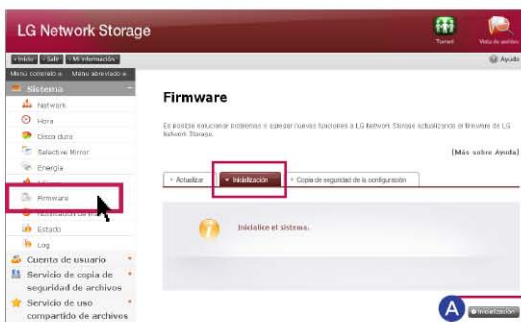 LG Network Storage
Torrent
Vista de archivo
Inicio
Salir
Mi información
Ayuda
Menú completo
Menú abreviado
Sistema
Network
Hora
Disco duro
Selective Mirror
Energía
Firmware
Estado
Log
Cuenta de usuario
Servicio de copia de
seguridad de archivos
Servicio de uso
compartido de archivos
Firmware
Es posible solucionar problemas o agregar nuevas funciones a LG Network Storage actualizando el firmware de LG
Network Storage.
[Más sobre Ayuda]
Actualizar
Inicialización
Copia de seguridad de la configuración
Inicialice el sistema.
A
Inicialización